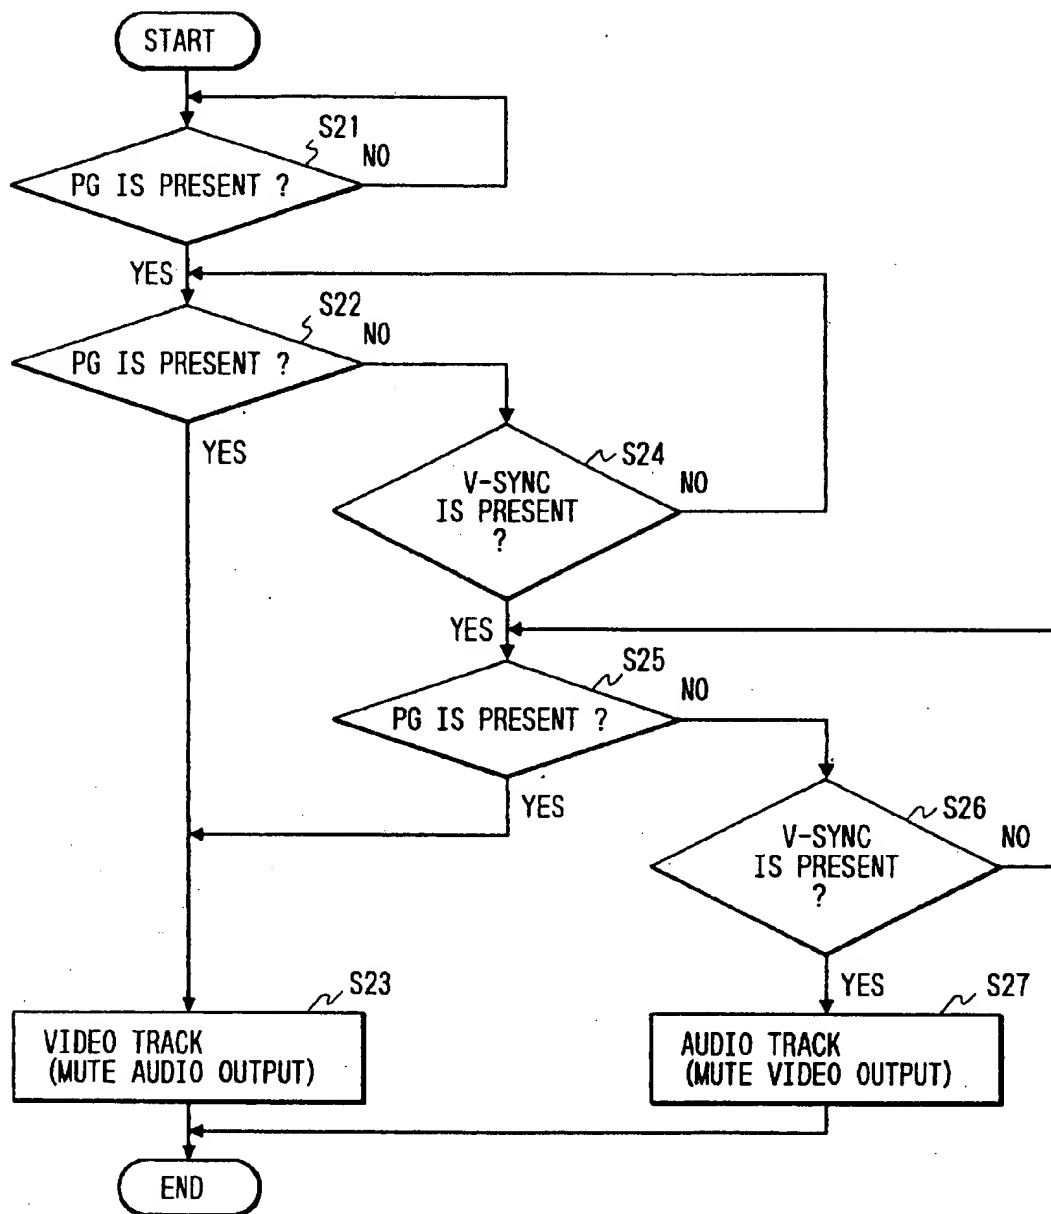 START
S21
NO
PG IS PRESENT ?
YES
S22
NO
PG IS PRESENT ?
YES
S24
NO
V-SYNC
IS PRESENT
?
YES
S25
NO
PG IS PRESENT ?
YES
S26
NO
V-SYNC
IS PRESENT
?
YES
S23
VIDEO TRACK
(MUTE AUDIO OUTPUT)
S27
AUDIO TRACK
(MUTE VIDEO OUTPUT)
END